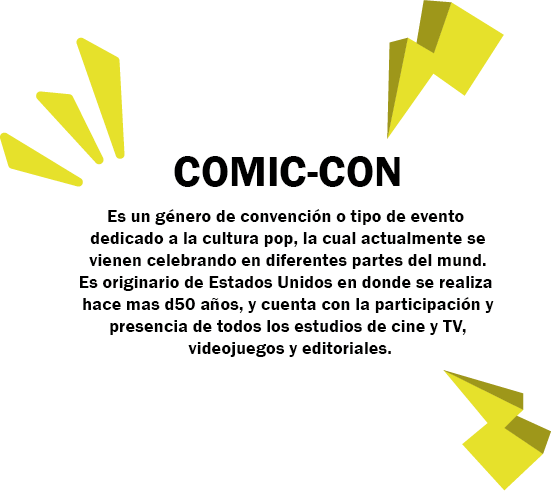 COMIC-CON
Es un género de convención o tipo de evento
dedicado a la cultura pop, la cual actualmente se
vienen celebrando en diferentes partes del mund.
Es originario de Estados Unidos en donde se realiza
hace mas d50 años, y cuenta con la participación y
presencia de todos los estudios de cine y TV,
videojuegos y editoriales.